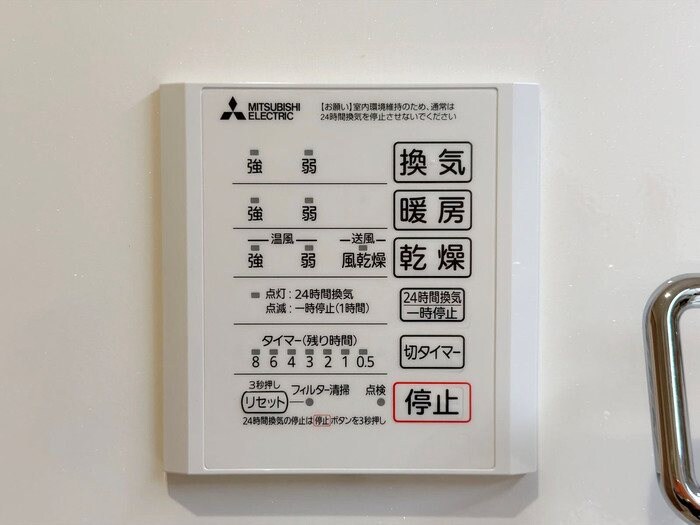 MITSUBISHI
ELECTRIC
【お願い】室内環境維持のため、通常は
24時間換気を停止させないでください
強 弱 換気
強 弱 暖房
温風 送風
強 弱 風乾燥 乾燥
点灯：24時間換気
点滅：一時停止(1時間)
24時間換気
一時停止
タイマー(残り時間)
8 6 4 3 2 1 0.5
切タイマー
3秒押し
リセット フィルター清掃 点検
停止
24時間換気の停止は停止ボタンを3秒押し